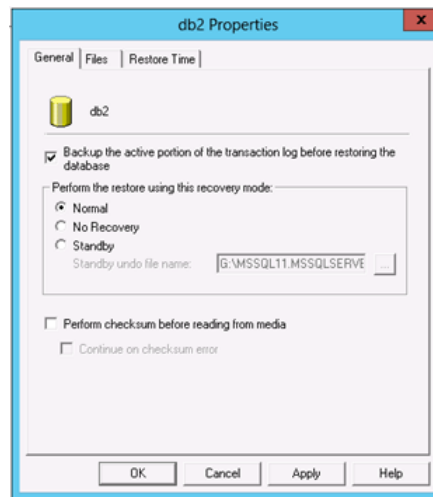 db2 Properties
x
General Files Restore Time
db2
Backup the active portion of the transaction log before restoring the
database
Perform the restore using this recovery mode:
Normal
No Recovery
Standby
Standby undo file name: G:\MSSQL11.MSSQLSERVE ...
Perform checksum before reading from media
Continue on checksum error
OK Cancel Apply Help